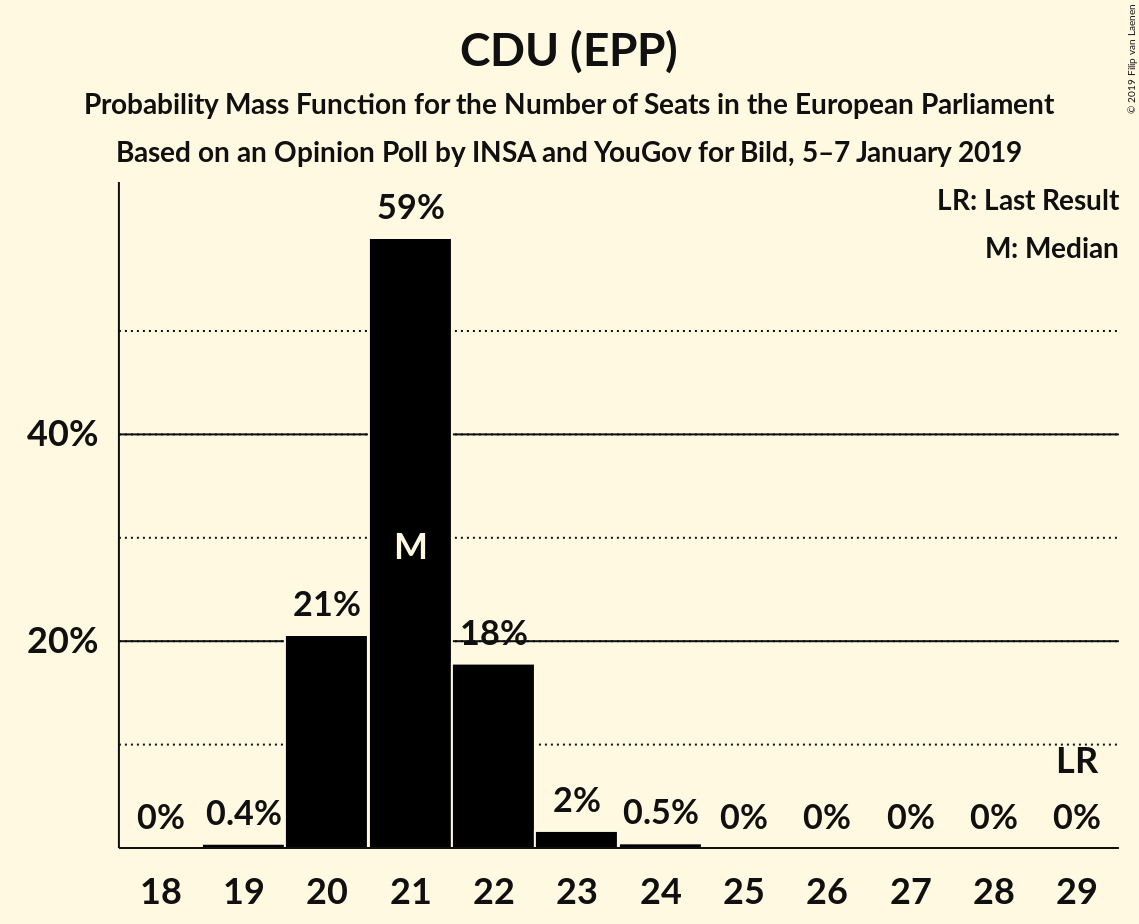 CDU (EPP)
Probability Mass Function for the Number of Seats in the European Parliament
Based on an Opinion Poll by INSA and YouGov for Bild, 5–7 January 2019
© 2019 Filip van Laenen
LR: Last Result
M: Median
59%
40%
M
21%
20%
18%
LR
0%
0.4%
2%
0.5%
0%
0%
0%
0%
0%
18 19 20 21 22 23 24 25 26 27 28 29